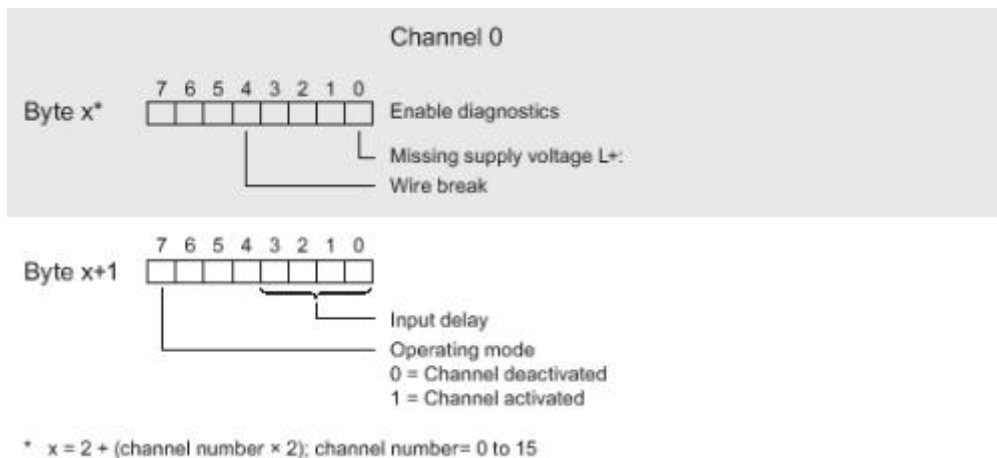 Channel 0
7 6 5 4 3 2 1 0
Byte x* Enable diagnostics
Missing supply voltage L+:
Wire break
7 6 5 4 3 2 1 0
Byte x+1
Input delay
Operating mode
0 = Channel deactivated
1 = Channel activated
* x = 2 + (channel number × 2); channel number= 0 to 15